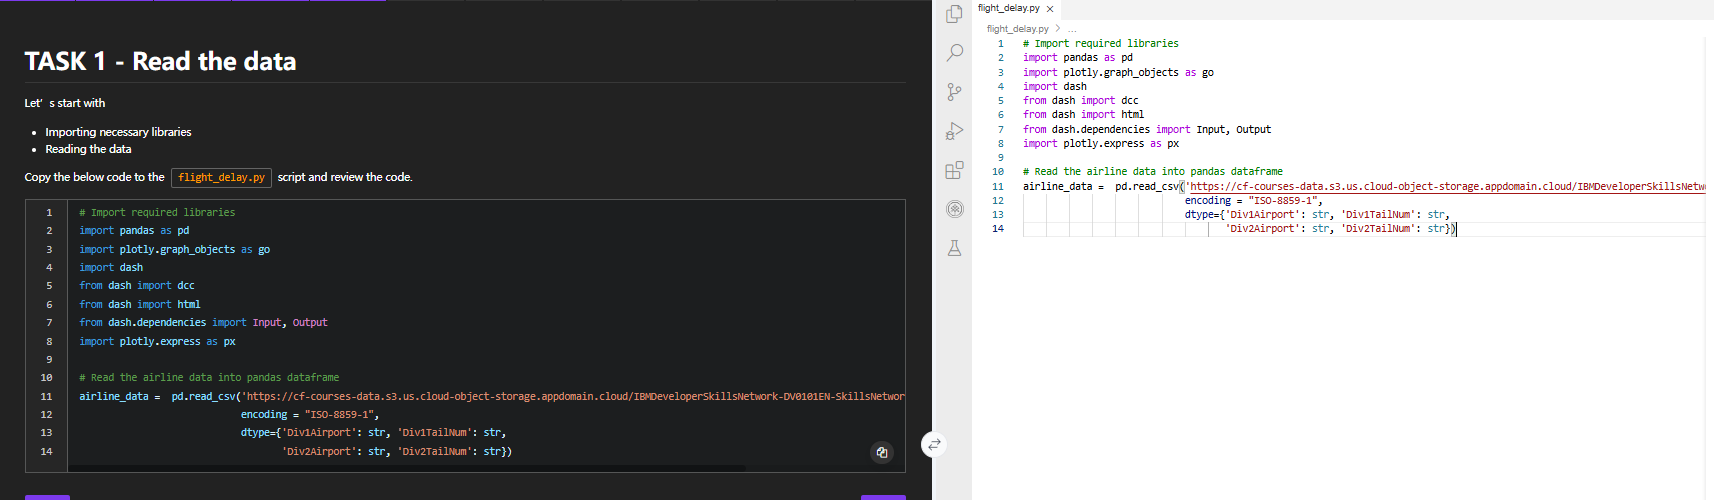 TASK 1 - Read the data
Let's start with
Importing necessary libraries
Reading the data
Copy the below code to the flight_delay.py script and review the code.
1 # Import required libraries
2 import pandas as pd
3 import plotly.graph_objects as go
4 import dash
5 from dash import dcc
6 from dash import html
7 from dash.dependencies import Input, Output
8 import plotly.express as px
9
10 # Read the airline data into pandas dataframe
11 airline_data =  pd.read_csv('https://cf-courses-data.s3.us.cloud-object-storage.appdomain.cloud/IBMDeveloperSkillsNetwork-DV0101EN-SkillsNetwor
12 encoding = "ISO-8859-1",
13 dtype={'Div1Airport': str, 'Div1TailNum': str,
14 'Div2Airport': str, 'Div2TailNum': str})
flight_delay.py
flight_delay.py > ...
1 # Import required libraries
2 import pandas as pd
3 import plotly.graph_objects as go
4 import dash
5 from dash import dcc
6 from dash import html
7 from dash.dependencies import Input, Output
8 import plotly.express as px
9
10 # Read the airline data into pandas dataframe
11 airline_data =  pd.read_csv('https://cf-courses-data.s3.us.cloud-object-storage.appdomain.cloud/IBMDeveloperSkillsNetw
12 encoding = "ISO-8859-1",
13 dtype={'Div1Airport': str, 'Div1TailNum': str,
14 'Div2Airport': str, 'Div2TailNum': str})